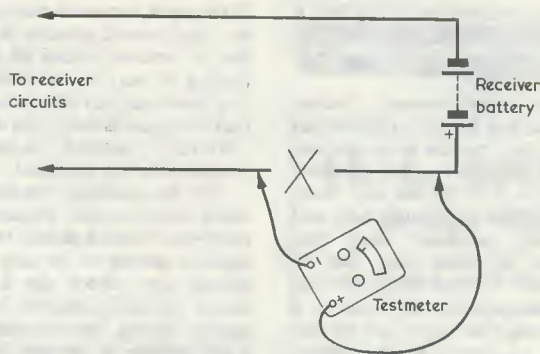 To receiver
circuits
Receiver
battery
+
-
+
Testmeter